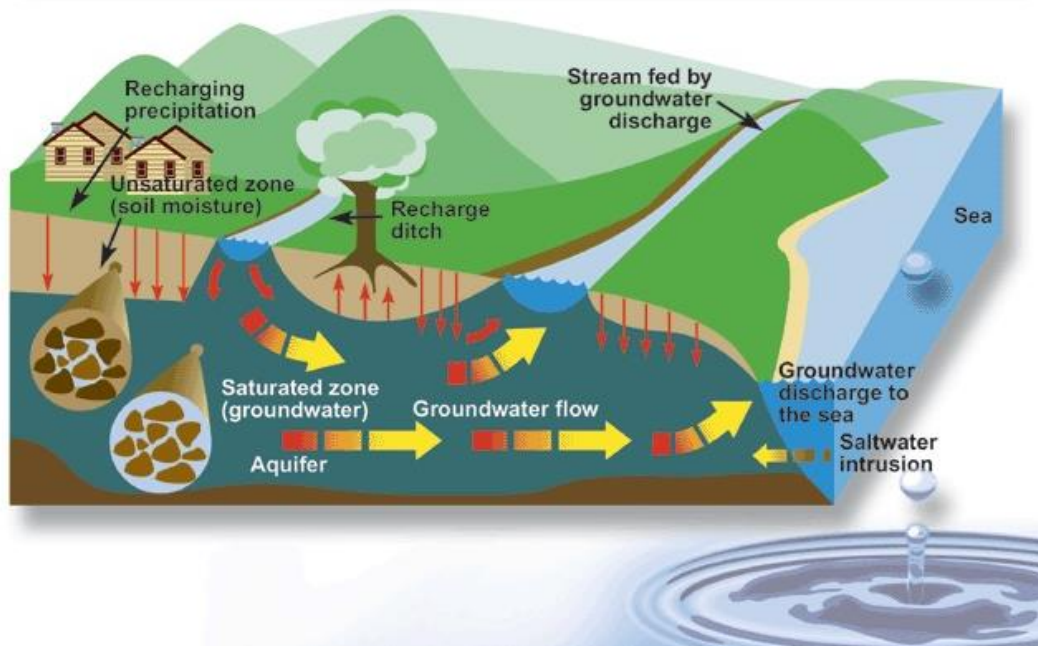 Recharging
precipitation
Stream fed by
groundwater
discharge
Unsaturated zone
(soil moisture)
Recharge
ditch
Sea
Saturated zone
(groundwater)
Groundwater flow
Groundwater
discharge to
the sea
Aquifer
Saltwater
intrusion